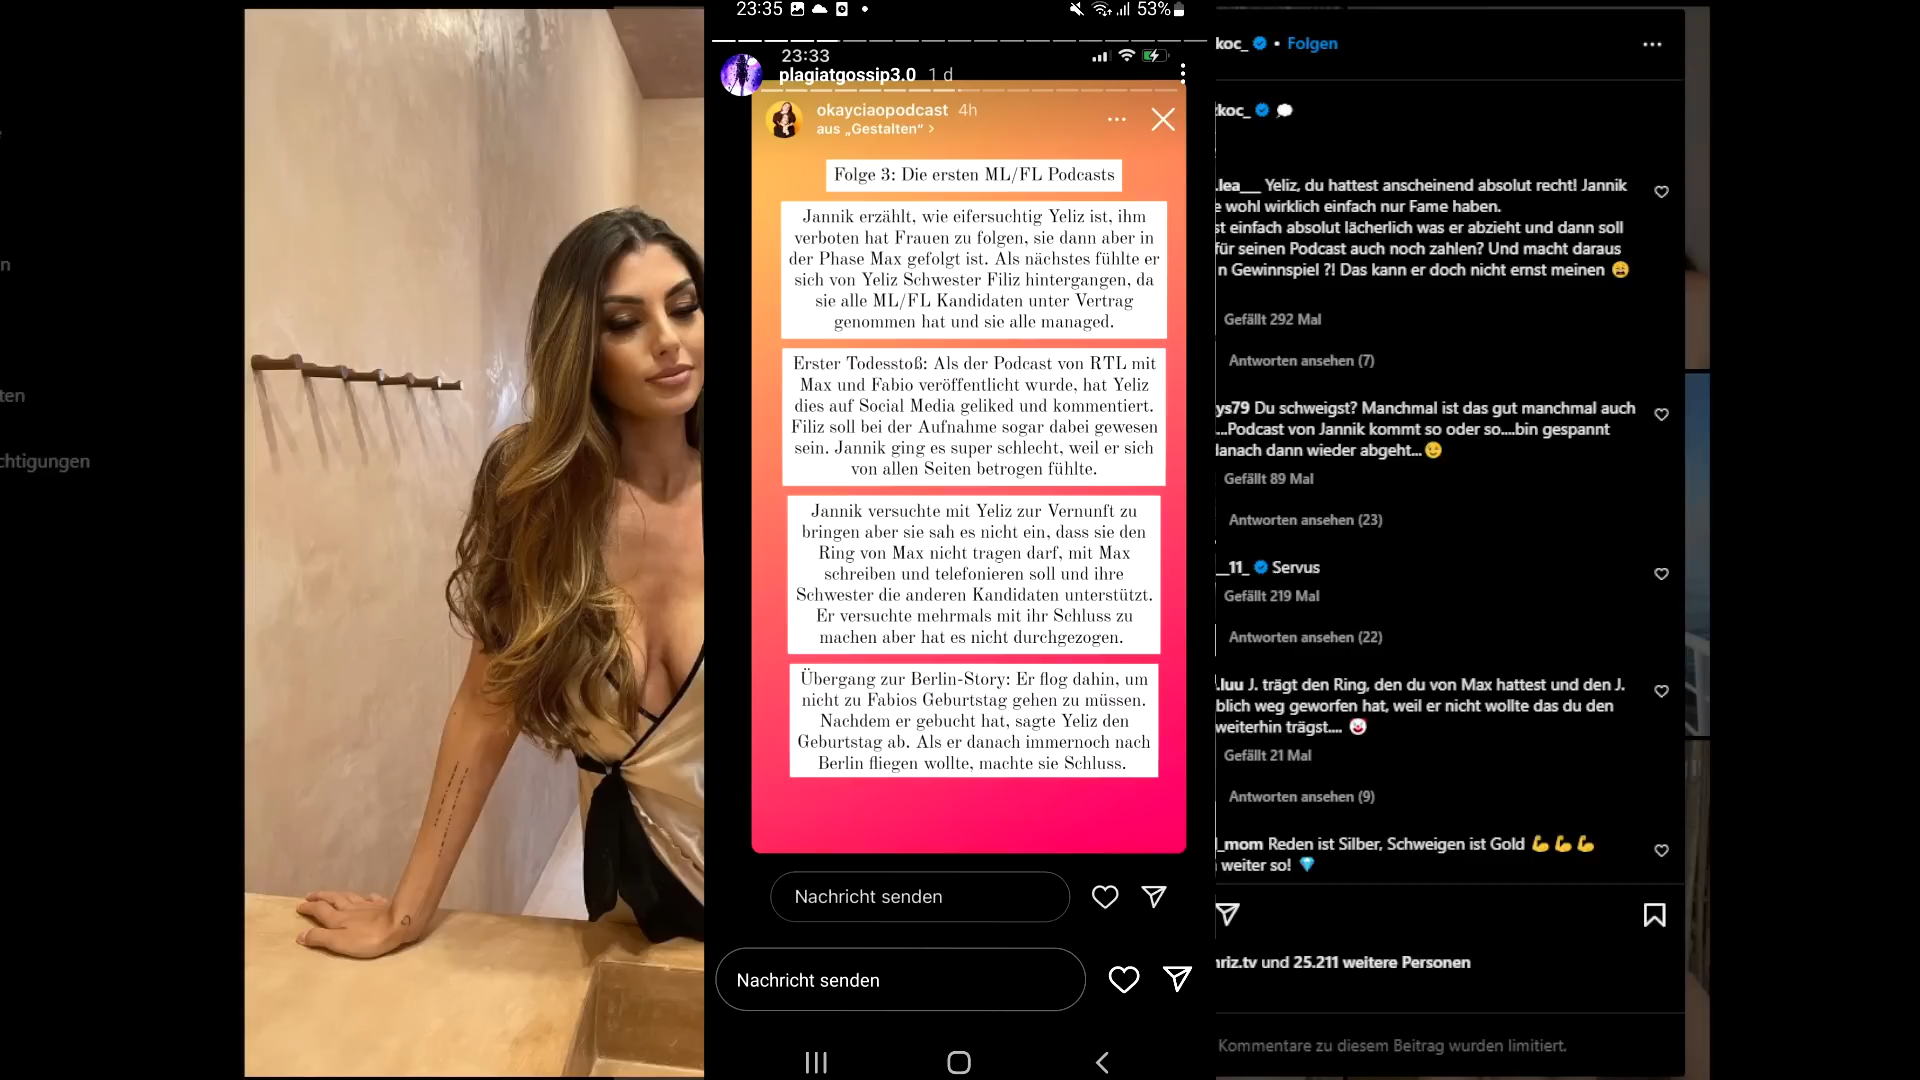 n
ten
chtigungen
23:35
53%
23:33
plagiatgossip3.0 1 d
okayciaopodcast 4h
aus „Gestalten“ >
Folge 3: Die ersten ML/FL Podcasts
Jannik erzählt, wie eifersuchtig Yeliz ist, ihm
verboten hat Frauen zu folgen, sie dann aber in
der Phase Max gefolgt ist. Als nächstes fühlte er
sich von Yeliz Schwester Filiz hintergangen, da
sie alle ML/FL Kandidaten unter Vertrag
genommen hat und sie alle managed.
Erster Todesstoß: Als der Podcast von RTL mit
Max und Fabio veröffentlicht wurde, hat Yeliz
dies auf Social Media geliked und kommentiert.
Filiz soll bei der Aufnahme sogar dabei gewesen
sein. Jannik ging es super schlecht, weil er sich
von allen Seiten betrogen fühlte.
Jannik versuchte mit Yeliz zur Vernunft zu
bringen aber sie sah es nicht ein, dass sie den
Ring von Max nicht tragen darf, mit Max
schreiben und telefonieren soll und ihre
Schwester die anderen Kandidaten unterstützt.
Er versuchte mehrmals mit ihr Schluss zu
machen aber hat es nicht durchgezogen.
Übergang zur Berlin-Story: Er flog dahin, um
nicht zu Fabios Geburtstag gehen zu müssen.
Nachdem er gebucht hat, sagte Yeliz den
Geburtstag ab. Als er danach immernoch nach
Berlin fliegen wollte, machte sie Schluss.
Nachricht senden
Nachricht senden
koc_ • Folgen
koc_ 💭
.lea__ Yeliz, du hattest anscheinend absolut recht! Jannik
e wohl wirklich einfach nur Fame haben.
st einfach absolut lächerlich was er abzieht und dann soll
für seinen Podcast auch noch zahlen? Und macht daraus
n Gewinnspiel ?! Das kann er doch nicht ernst meinen 😩
Gefällt 292 Mal
Antworten ansehen (7)
ys79 Du schweigst? Manchmal ist das gut manchmal auch
...Podcast von Jannik kommt so oder so....bin gespannt
danach dann wieder abgeht... 😉
Gefällt 89 Mal
Antworten ansehen (23)
__11_ Servus
Gefällt 219 Mal
Antworten ansehen (22)
.luu J. trägt den Ring, den du von Max hattest und den J.
blich weg geworfen hat, weil er nicht wollte das du den
weiterhin trägst.... 🤡
Gefällt 21 Mal
Antworten ansehen (9)
_mom Reden ist Silber, Schweigen ist Gold 💪💪💪
weiter so! 💎
hriz.tv und 25.211 weitere Personen
Kommentare zu diesem Beitrag wurden limitiert.